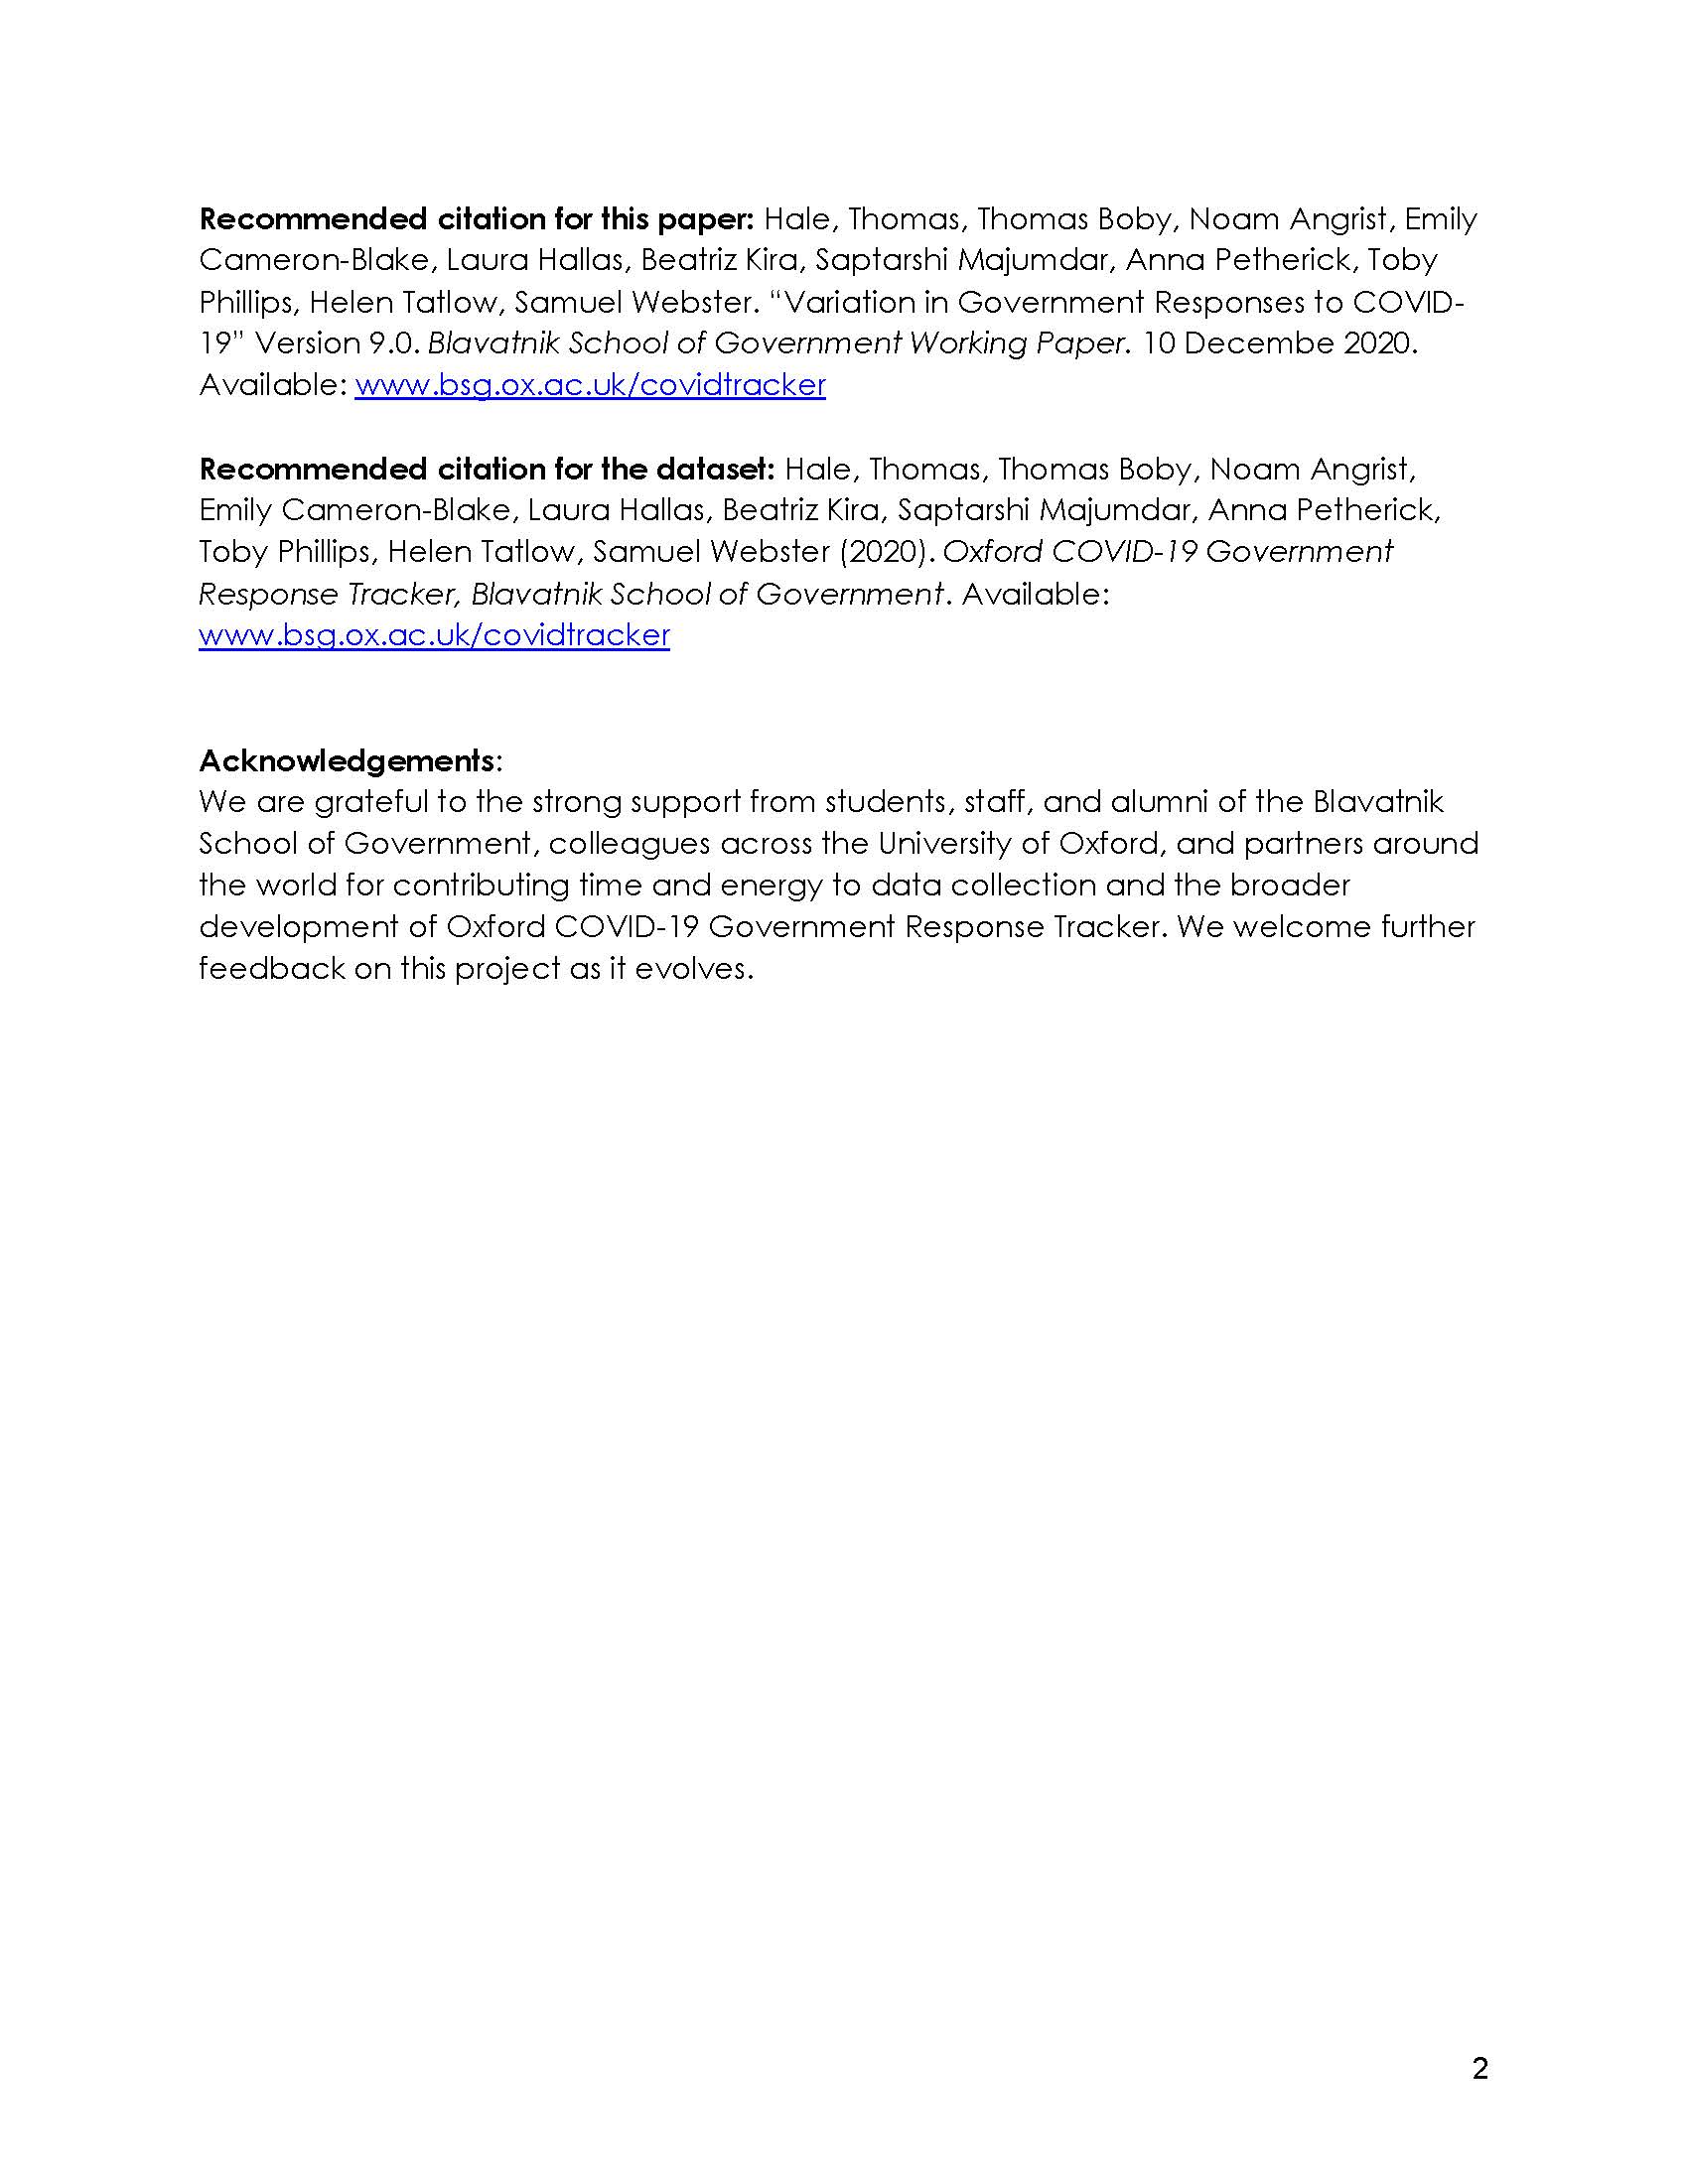 Recommended citation for this paper: Hale, Thomas, Thomas Boby, Noam Angrist, Emily
Cameron-Blake, Laura Hallas, Beatriz Kira, Saptarshi Majumdar, Anna Petherick, Toby
Phillips, Helen Tatlow, Samuel Webster. “Variation in Government Responses to COVID-
19” Version 9.0. Blavatnik School of Government Working Paper. 10 Decembe 2020.
Available: www.bsg.ox.ac.uk/covidtracker
Recommended citation for the dataset: Hale, Thomas, Thomas Boby, Noam Angrist,
Emily Cameron-Blake, Laura Hallas, Beatriz Kira, Saptarshi Majumdar, Anna Petherick,
Toby Phillips, Helen Tatlow, Samuel Webster (2020). Oxford COVID-19 Government
Response Tracker, Blavatnik School of Government. Available:
www.bsg.ox.ac.uk/covidtracker
Acknowledgements:
We are grateful to the strong support from students, staff, and alumni of the Blavatnik
School of Government, colleagues across the University of Oxford, and partners around
the world for contributing time and energy to data collection and the broader
development of Oxford COVID-19 Government Response Tracker. We welcome further
feedback on this project as it evolves.
2